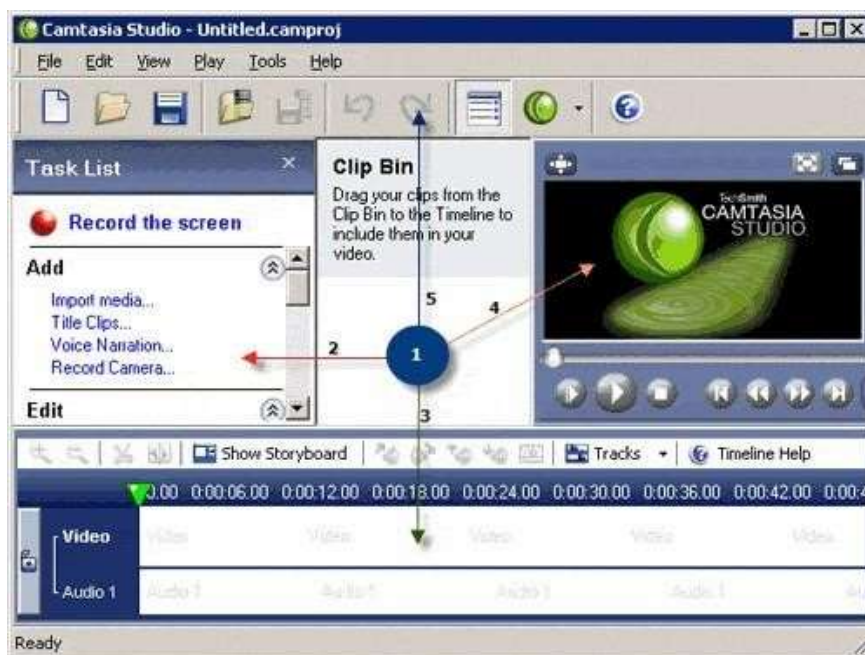 Camtasia Studio - Untitled.camproj
File Edit View Play Tools Help
Task List
Record the screen
Add
Import media...
Title Clips...
Voice Narration...
Record Camera...
Edit
Clip Bin
Drag your clips from the
Clip Bin to the Timeline to
include them in your
video.
TechSmith
CAMTASIA
STUDIO
5
4
2
1
3
Show Storyboard Tracks Timeline Help
0:00:06.00 0:00:12.00 0:00:18.00 0:00:24.00 0:00:30.00 0:00:36.00 0:00:42.00
Video Video Video Video Video Video
Audio 1 Audio 1 Audio 1 Audio 1 Audio 1
Ready